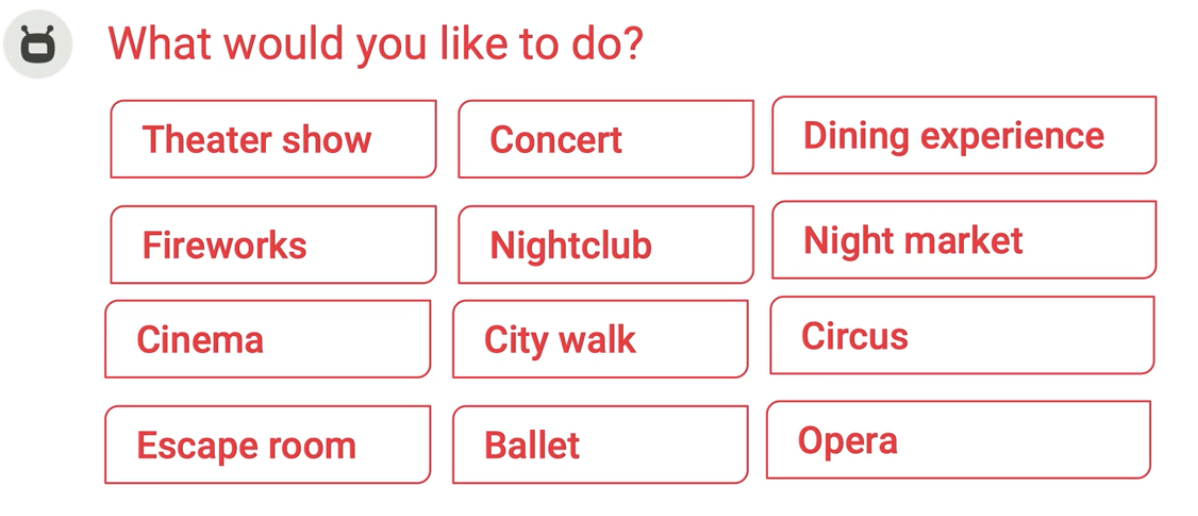 What would you like to do?
Theater show
Concert
Dining experience
Fireworks
Nightclub
Night market
Cinema
City walk
Circus
Escape room
Ballet
Opera